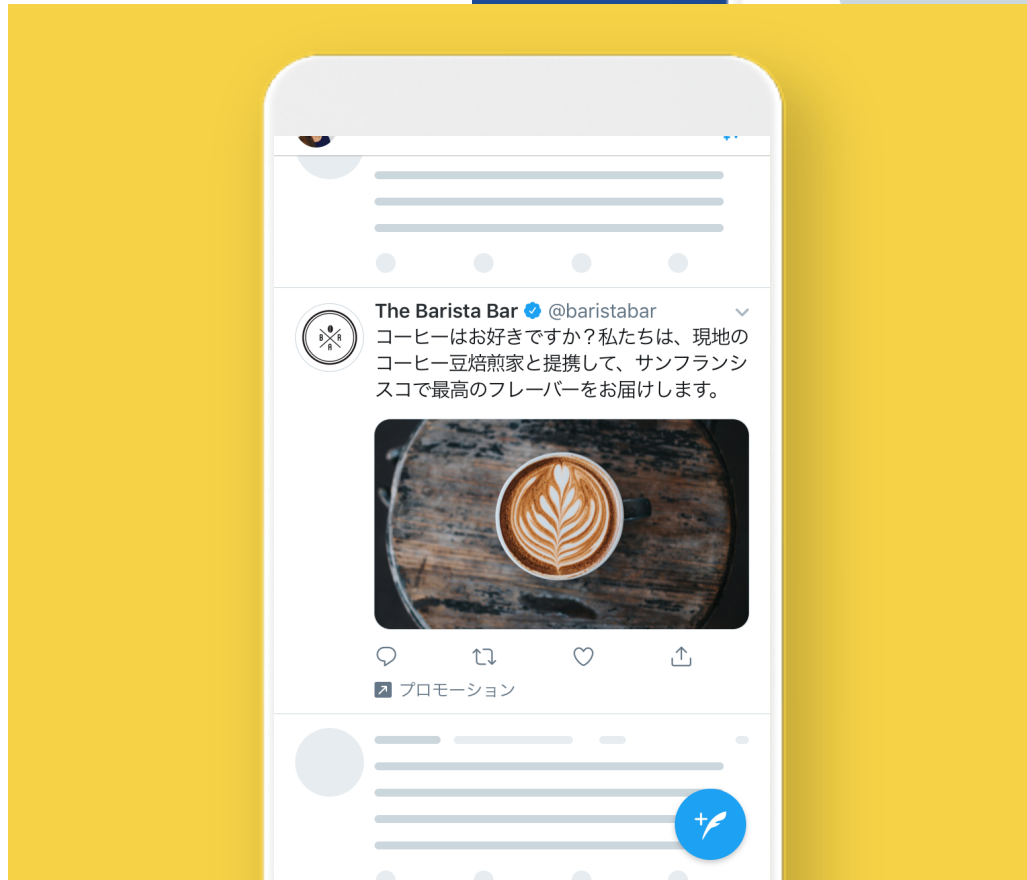 The Barista Bar @baristabar
コーヒーはお好きですか？私たちは、現地の
コーヒー豆焙煎家と提携して、サンフランシ
スコで最高のフレーバーをお届けします。
B A R
A
プロモーション